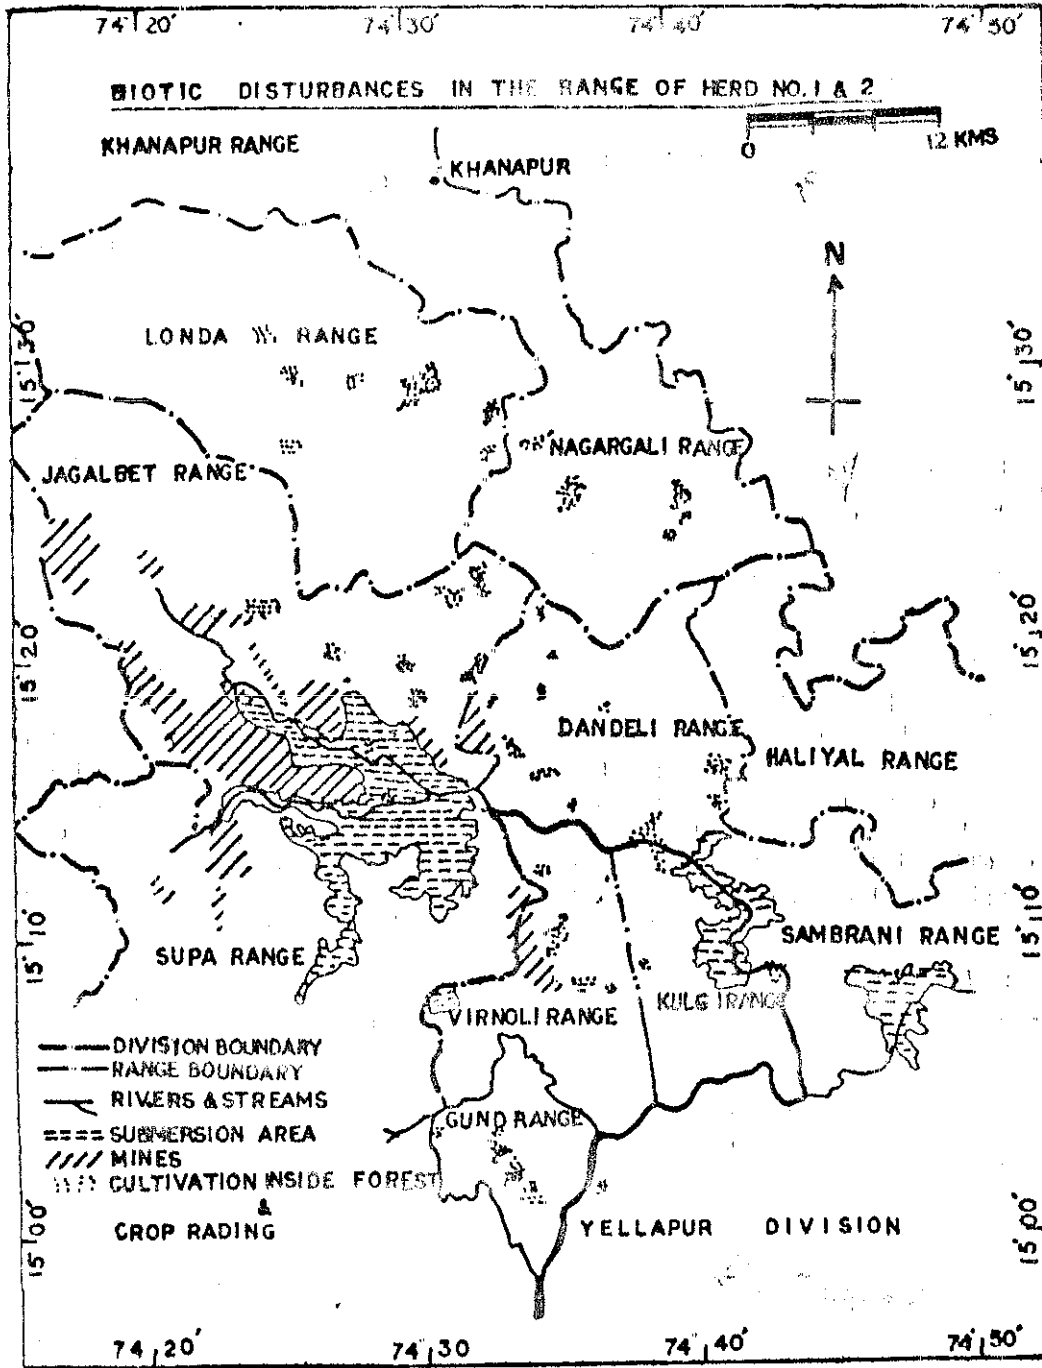 74°20' 74°30' 74°40' 74°50'
BIOTIC DISTURBANCES IN THE RANGE OF HERD NO. 1 & 2
KHANAPUR RANGE
0 12 KMS
KHANAPUR
N
LONDA RANGE
15°30' 15°30'
NAGARGALI RANGE
JAGALBET RANGE
15°20' 15°20'
DANDELI RANGE
HALIYAL RANGE
15°10' 15°10'
SUPA RANGE
SAMBRANI RANGE
KULGI RANGE
VIRNOLI RANGE
DIVISION BOUNDARY
RANGE BOUNDARY
RIVERS & STREAMS
SUBMERSION AREA
MINES
CULTIVATION INSIDE FOREST
&
CROP RADING
GUND RANGE
YELLAPUR DIVISION
15°00' 15°00'
74°20' 74°30 74°40' 74°50'